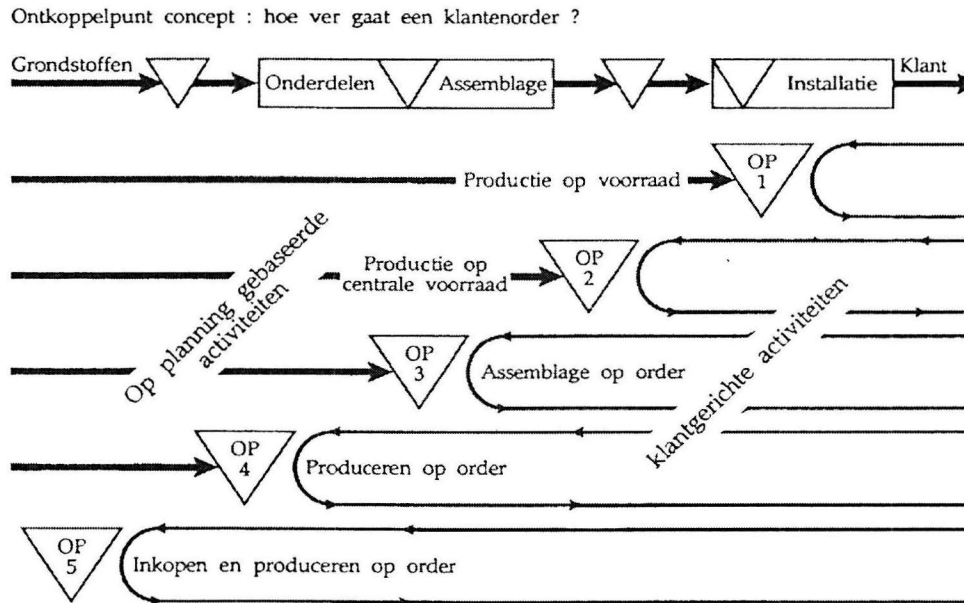 Ontkoppelpunt concept : hoe ver gaat een klantenorder ?
Grondstoffen
Onderdelen
Assemblage
Installatie
Klant
Productie op voorraad
OP
1
Op planning gebaseerde
activiteiten
Productie op
centrale voorraad
OP
2
klantgerichte activiteiten
OP
3
Assemblage op order
OP
4
Produceren op order
OP
5
Inkopen en produceren op order